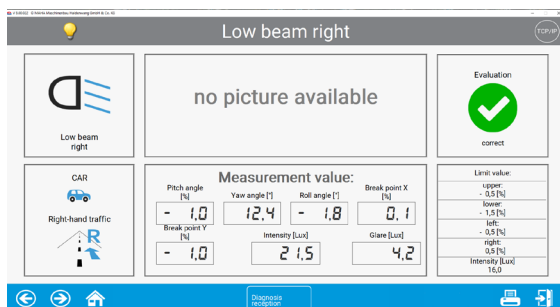 Low beam right
TCP/IP
Low beam
right
no picture available
Evaluation
correct
CAR
Right-hand traffic
R
Measurement value:
Pitch angle
[%]
- 1,0
Yaw angle [°]
12,4
Roll angle [°]
- 1,8
Break point X
[%]
0,1
Break point Y
[%]
- 1,0
Intensity [Lux]
21,5
Glare [Lux]
4,2
Limit value:
upper:
- 0,5 [%]
lower:
- 1,5 [%]
left:
- 0,5 [%]
right:
0,5 [%]
Intensity [Lux]
16,0
Diagnosis
reception